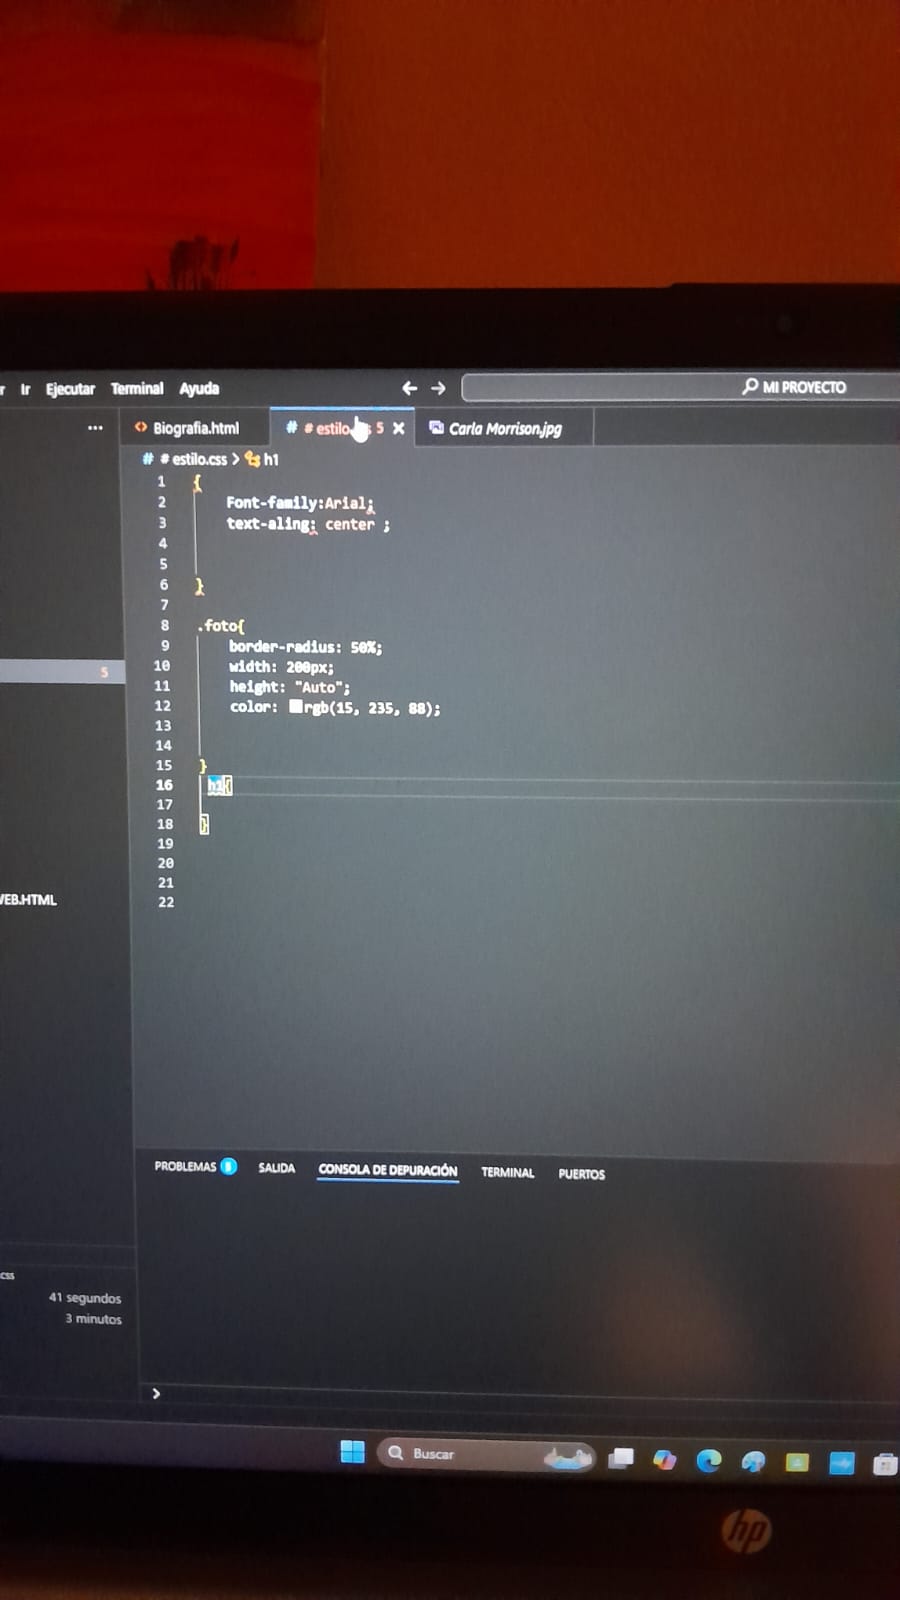 Ir Ejecutar Terminal Ayuda
MI PROYECTO
Biografia.html
# # estilo 5
Carla Morrison.jpg
# # estilo.css > h1
1 {
2 Font-family:Arial;
3 text-aling: center ;
4
5
6 }
7
8 .foto{
9 border-radius: 50%;
10 width: 200px;
11 height: "Auto";
12 color: rgb(15, 235, 88);
13
14
15 }
16 h1{
17
18 }
19
20
21
22
5
WEB.HTML
PROBLEMAS SALIDA CONSOLA DE DEPURACIÓN TERMINAL PUERTOS
css
41 segundos
3 minutos
>
Buscar
hp